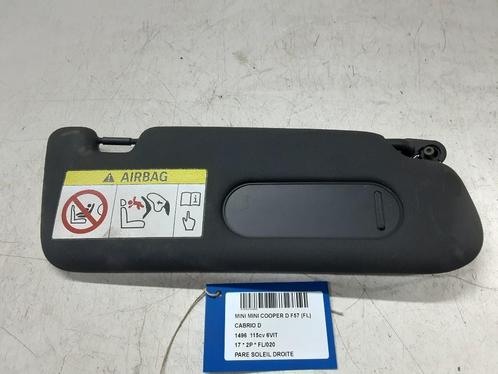 AIRBAG
i
MINI MINI COOPER D F57 (FL)
CABRIO D
1496 115cv 6VIT
17 * 2P * FL/020
PARE SOLEIL DROITE